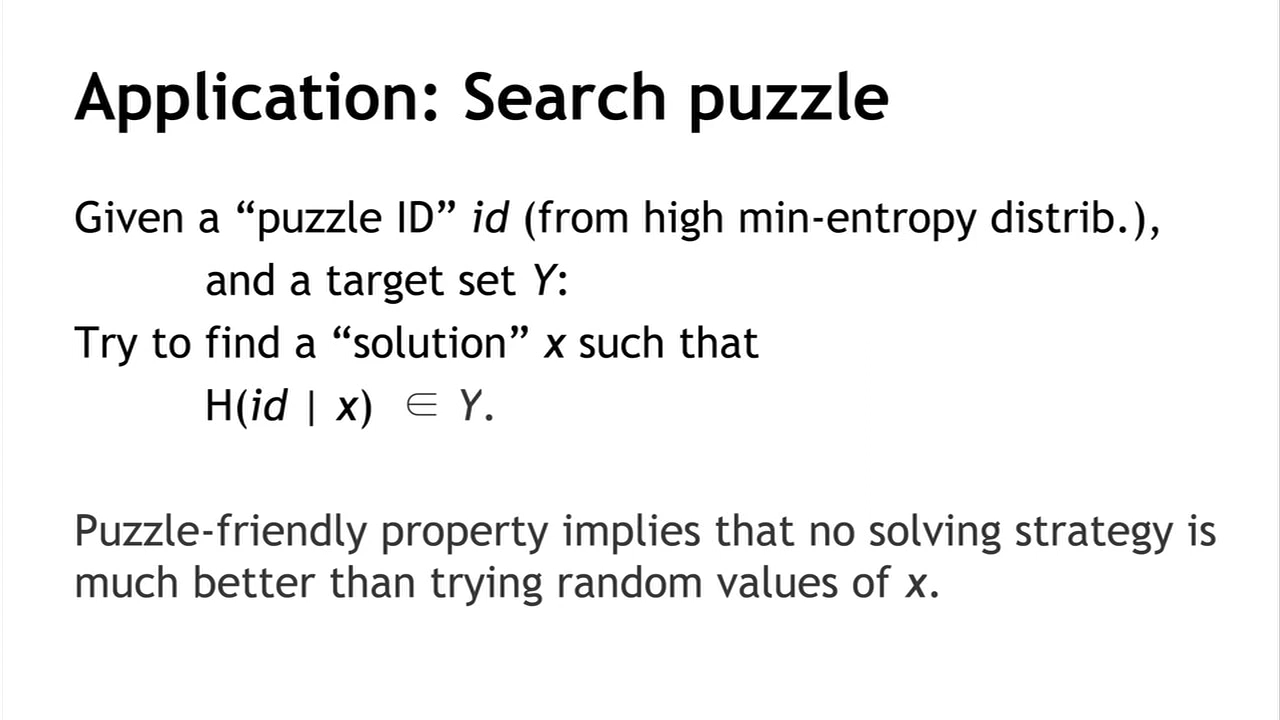 Application: Search puzzle
Given a “puzzle ID” id (from high min-entropy distrib.),
and a target set Y:
Try to find a “solution” x such that
H(id | x) ∈ Y.
Puzzle-friendly property implies that no solving strategy is
much better than trying random values of x.